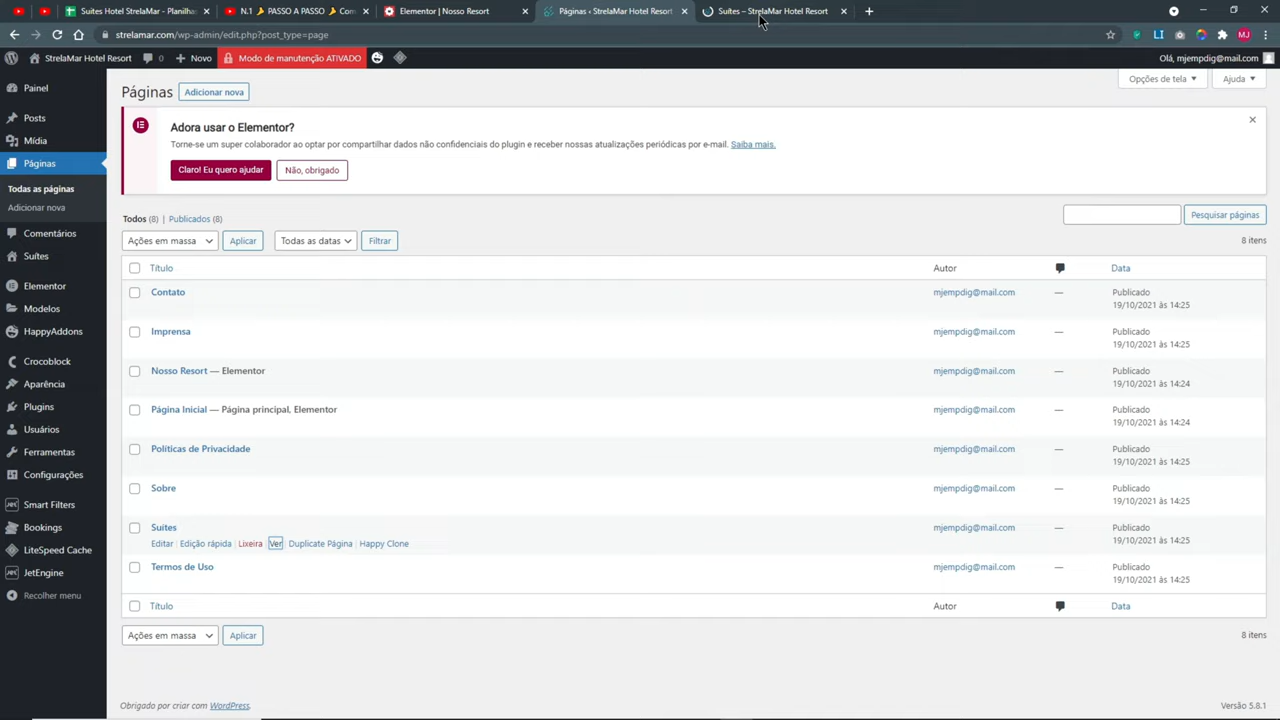 Suites Hotel StrelaMar - Planilha
N.1 PASSO A PASSO Com
Elementor | Nosso Resort
Páginas ‹ StrelaMar Hotel Resort
Suítes – StrelaMar Hotel Resort
strelamar.com/wp-admin/edit.php?post_type=page
StrelaMar Hotel Resort
0
Novo
Modo de manutenção ATIVADO
Olá, mjempdig@mail.com
Painel
Posts
Mídia
Páginas
Todas as páginas
Adicionar nova
Comentários
Suítes
Elementor
Modelos
HappyAddons
Crocoblock
Aparência
Plugins
Usuários
Ferramentas
Configurações
Smart Filters
Bookings
LiteSpeed Cache
JetEngine
Recolher menu
Opções de tela
Ajuda
Páginas
Adicionar nova
Adora usar o Elementor?
Torne-se um super colaborador ao optar por compartilhar dados não confidenciais do plugin e receber nossas atualizações periódicas por e-mail. Saiba mais.
Claro! Eu quero ajudar
Não, obrigado
Todos (8) | Publicados (8)
Pesquisar páginas
Ações em massa
Aplicar
Todas as datas
Filtrar
8 itens
Título
Autor
Data
Contato
mjempdig@mail.com
—
Publicado
19/10/2021 às 14:25
Imprensa
mjempdig@mail.com
—
Publicado
19/10/2021 às 14:25
Nosso Resort — Elementor
mjempdig@mail.com
—
Publicado
19/10/2021 às 14:24
Página Inicial — Página principal, Elementor
mjempdig@mail.com
—
Publicado
19/10/2021 às 14:24
Políticas de Privacidade
mjempdig@mail.com
—
Publicado
19/10/2021 às 14:25
Sobre
mjempdig@mail.com
—
Publicado
19/10/2021 às 14:25
Suítes
Editar | Edição rápida | Lixeira | Ver | Duplicate Página | Happy Clone
mjempdig@mail.com
—
Publicado
19/10/2021 às 14:25
Termos de Uso
mjempdig@mail.com
—
Publicado
19/10/2021 às 14:25
Título
Autor
Data
Ações em massa
Aplicar
8 itens
Obrigado por criar com WordPress.
Versão 5.8.1